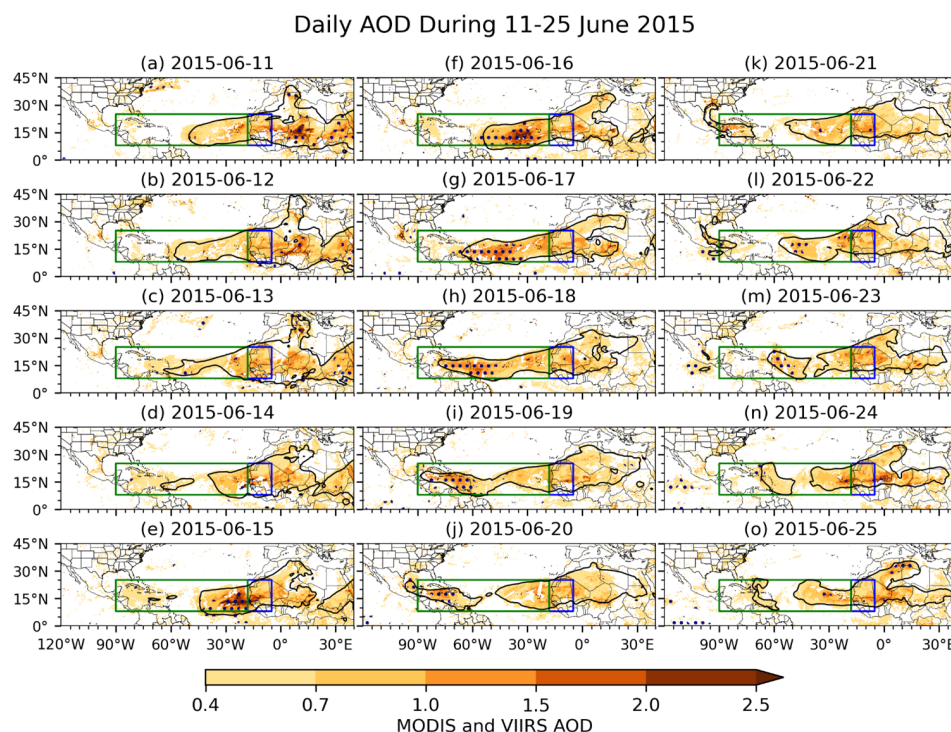 Daily AOD During 11-25 June 2015
(a) 2015-06-11
(f) 2015-06-16
(k) 2015-06-21
45°N
30°N
15°N
0°
(b) 2015-06-12
(g) 2015-06-17
(l) 2015-06-22
45°N
30°N
15°N
0°
(c) 2015-06-13
(h) 2015-06-18
(m) 2015-06-23
45°N
30°N
15°N
0°
(d) 2015-06-14
(i) 2015-06-19
(n) 2015-06-24
45°N
30°N
15°N
0°
(e) 2015-06-15
(j) 2015-06-20
(o) 2015-06-25
45°N
30°N
15°N
0°
120°W 90°W 60°W 30°W 0° 30°E 90°W 60°W 30°W 0° 30°E 90°W 60°W 30°W 0° 30°E
0.4 0.7 1.0 1.5 2.0 2.5
MODIS and VIIRS AOD